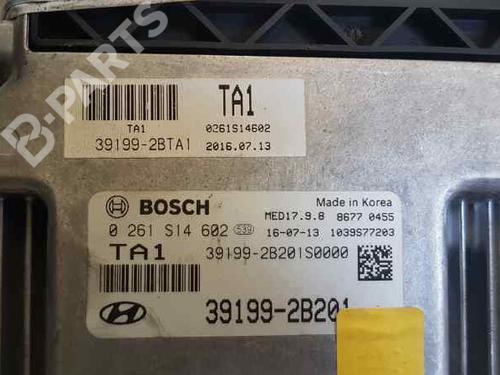 B-PARTS
TA1
TA1
0261S14602
39199-2BTA1
2016.07.13
BOSCH
Made in Korea
MED17.9.8 8677 0455
0 261 S14 602 539 16-07-13 1039S77203
TA1 39199-2B201S0000
39199-2B201